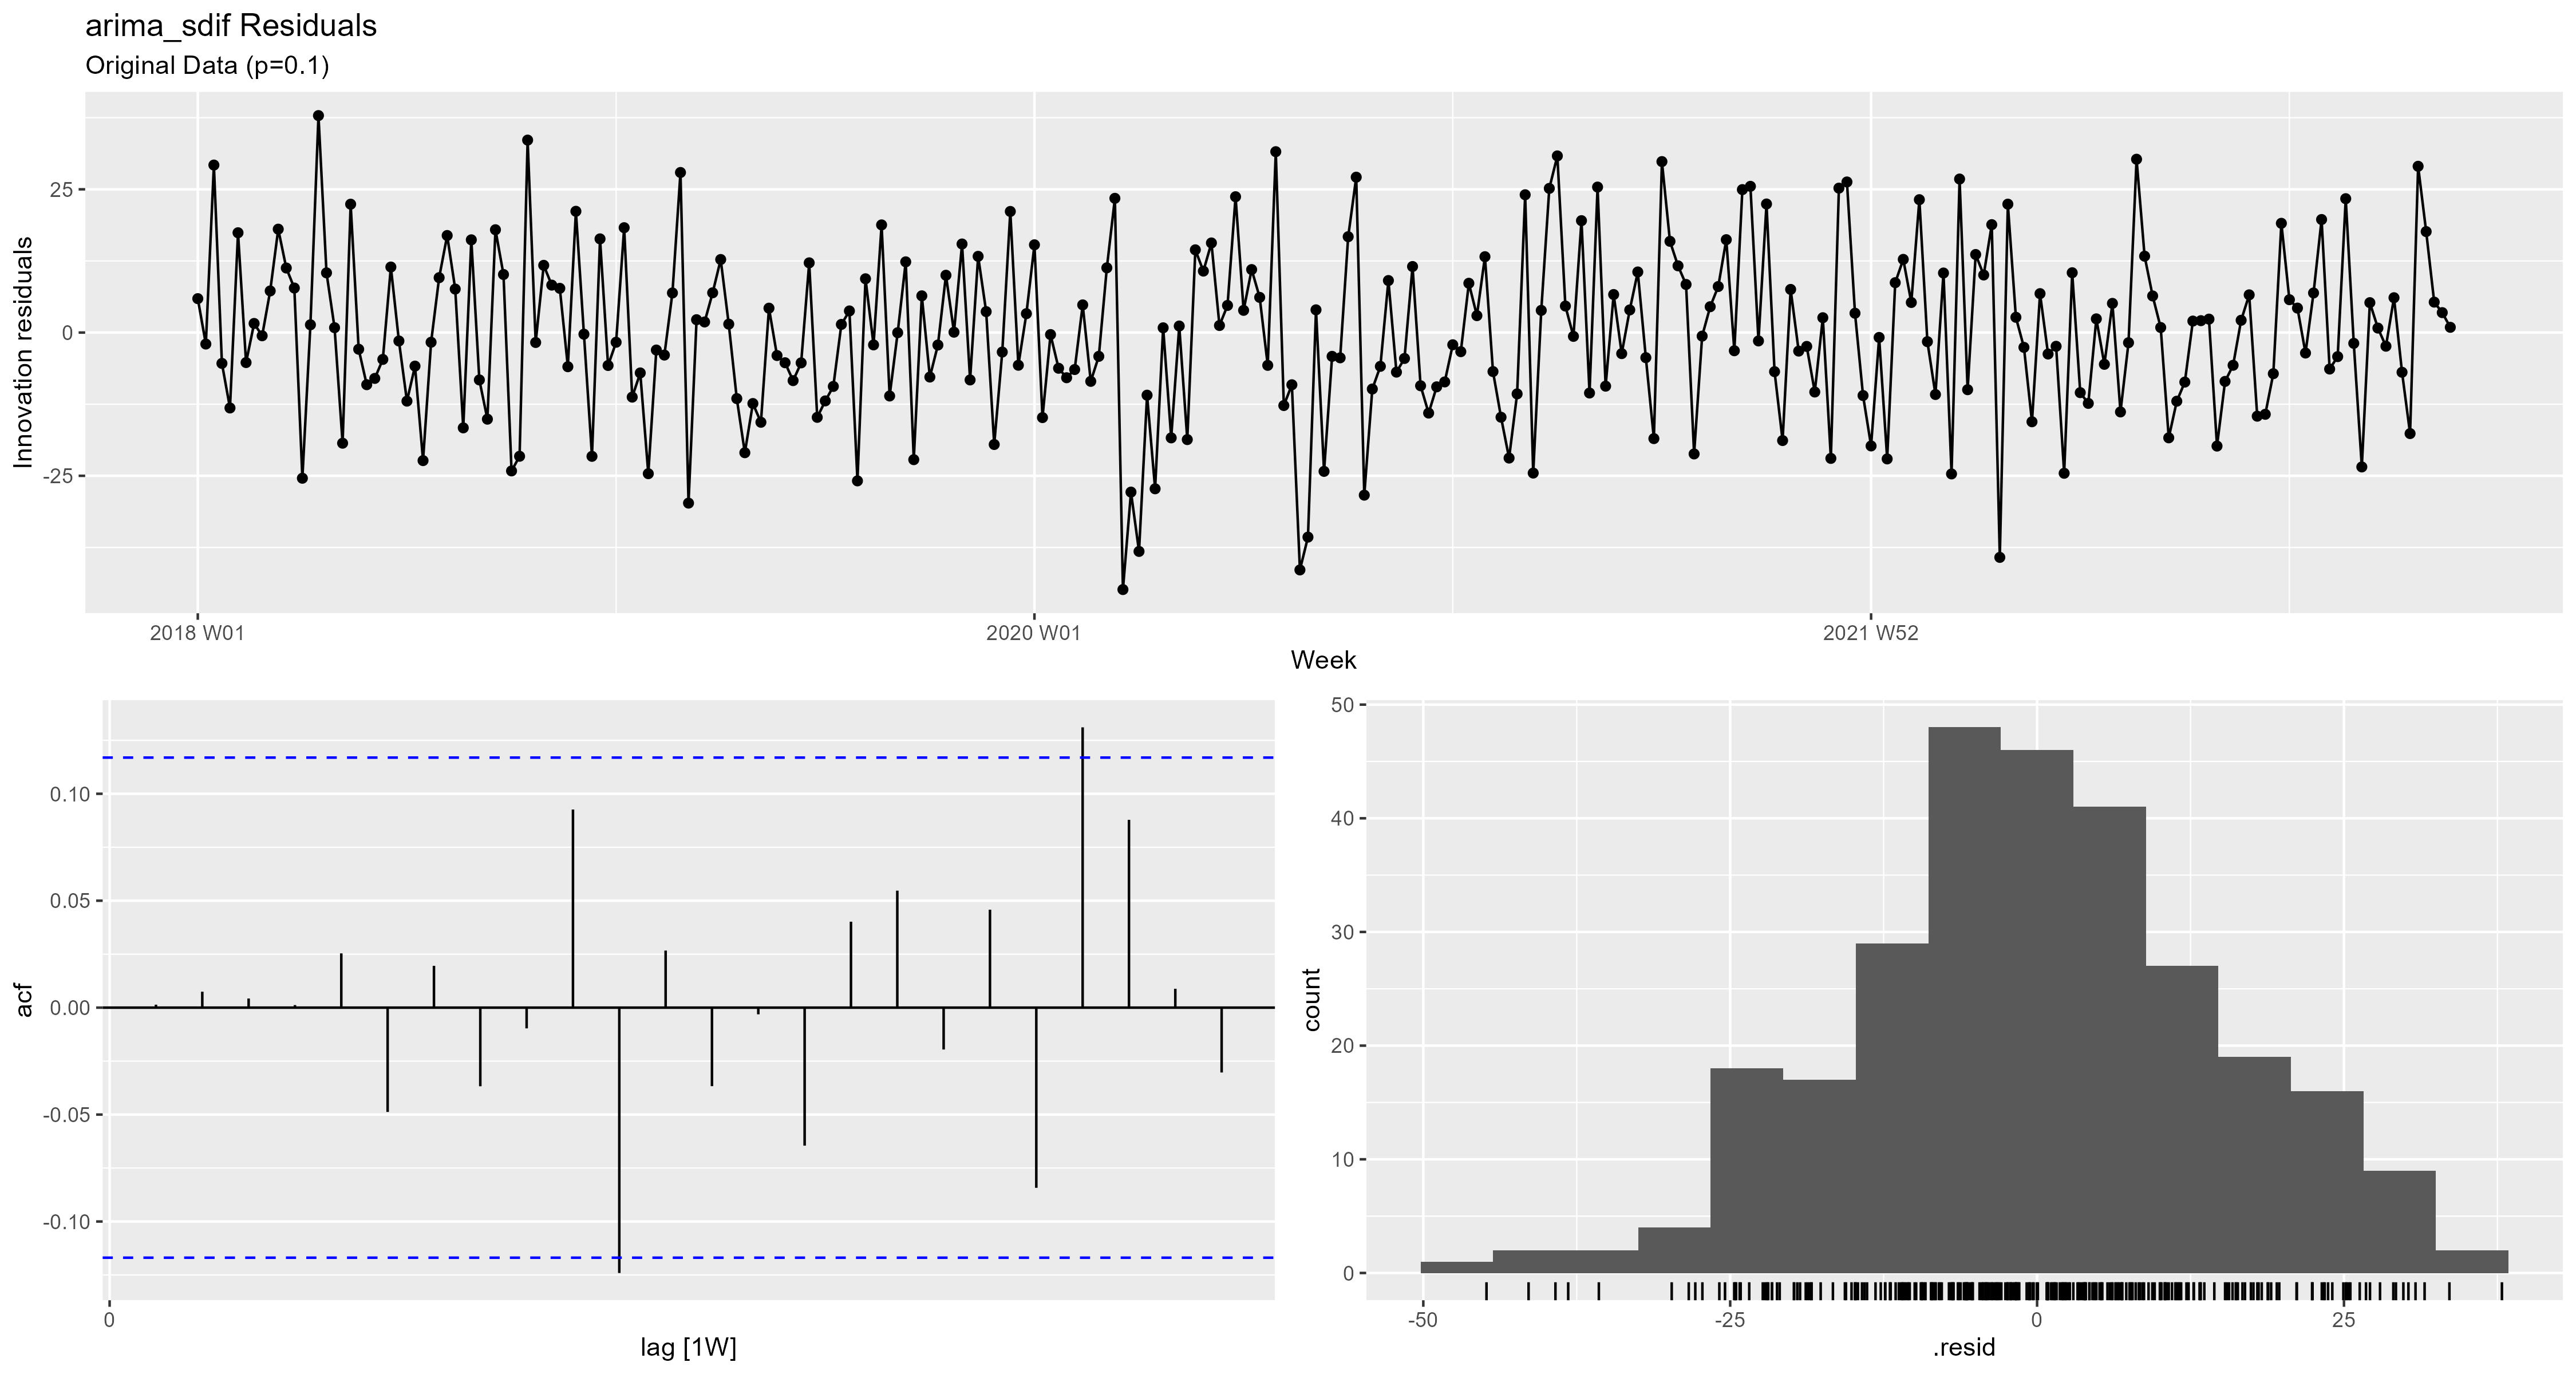 arima_sdif Residuals
Original Data (p=0.1)
Innovation residuals
25
0
-25
2018 W01
2020 W01
2021 W52
Week
acf
0.10
0.05
0.00
-0.05
-0.10
0
lag [1W]
count
50
40
30
20
10
0
-50
-25
0
25
.resid